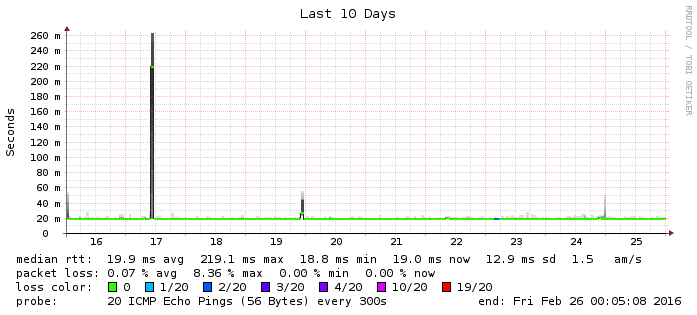 Last 10 Days
RRDTOOL / TOBI OETIKER
Seconds
260 m
240 m
220 m
200 m
180 m
160 m
140 m
120 m
100 m
80 m
60 m
40 m
20 m
0
16 17 18 19 20 21 22 23 24 25
median rtt: 19.9 ms avg 219.1 ms max 18.8 ms min 19.0 ms now 12.9 ms sd 1.5 am/s
packet loss: 0.07 % avg 8.36 % max 0.00 % min 0.00 % now
loss color: 0 1/20 2/20 3/20 4/20 10/20 19/20
probe: 20 ICMP Echo Pings (56 Bytes) every 300s end: Fri Feb 26 00:05:08 2016